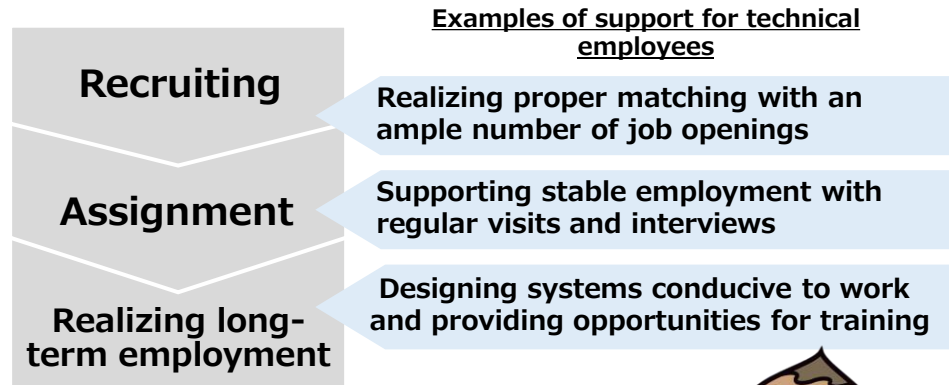 Examples of support for technical
employees
Recruiting
Realizing proper matching with an
ample number of job openings
Assignment
Supporting stable employment with
regular visits and interviews
Realizing long-
term employment
Designing systems conducive to work
and providing opportunities for training